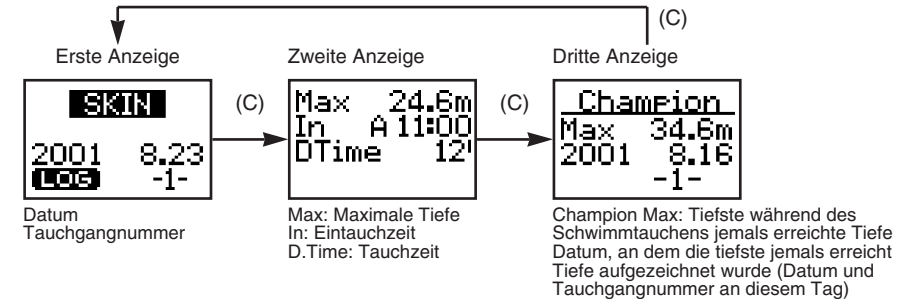 (C)
Erste Anzeige
SKIN
2001 8.23
LOG -1-
Datum
Tauchgangnummer
(C)
Zweite Anzeige
Max 24.6m
In A 11:00
DTime 12'
Max: Maximale Tiefe
In: Eintauchzeit
D.Time: Tauchzeit
(C)
Dritte Anzeige
Champion
Max 34.6m
2001 8.16
-1-
Champion Max: Tiefste während des
Schwimmtauchens jemals erreichte Tiefe
Datum, an dem die tiefste jemals erreicht
Tiefe aufgezeichnet wurde (Datum und
Tauchgangnummer an diesem Tag)